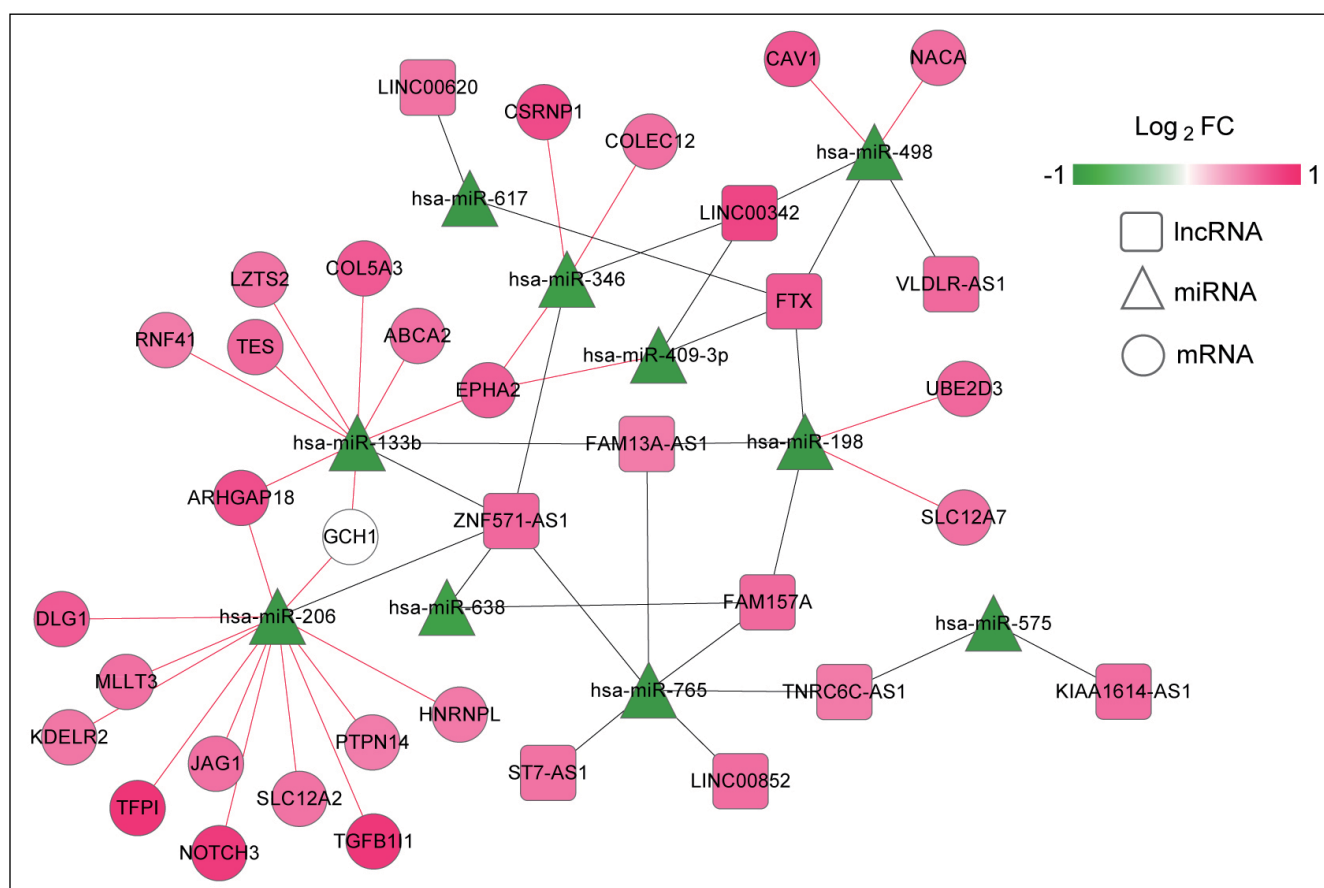 CAV1
NACA
LINC00620
CSRNP1
COLEC12
Log2 FC
hsa-miR-498
-1
1
hsa-miR-617
LINC00342
lncRNA
LZTS2
COL5A3
hsa-miR-346
VLDLR-AS1
miRNA
FTX
RNF41
TES
ABCA2
hsa-miR-409-3p
mRNA
EPHA2
UBE2D3
hsa-miR-133b
FAM13A-AS1
hsa-miR-198
ARHGAP18
ZNF571-AS1
SLC12A7
GCH1
DLG1
hsa-miR-206
hsa-miR-638
FAM157A
hsa-miR-575
MLLT3
hsa-miR-765
TNRC6C-AS1
KIAA1614-AS1
HNRNPL
KDELR2
PTPN14
JAG1
ST7-AS1
LINC00852
SLC12A2
TFPI
TGFB1I1
NOTCH3